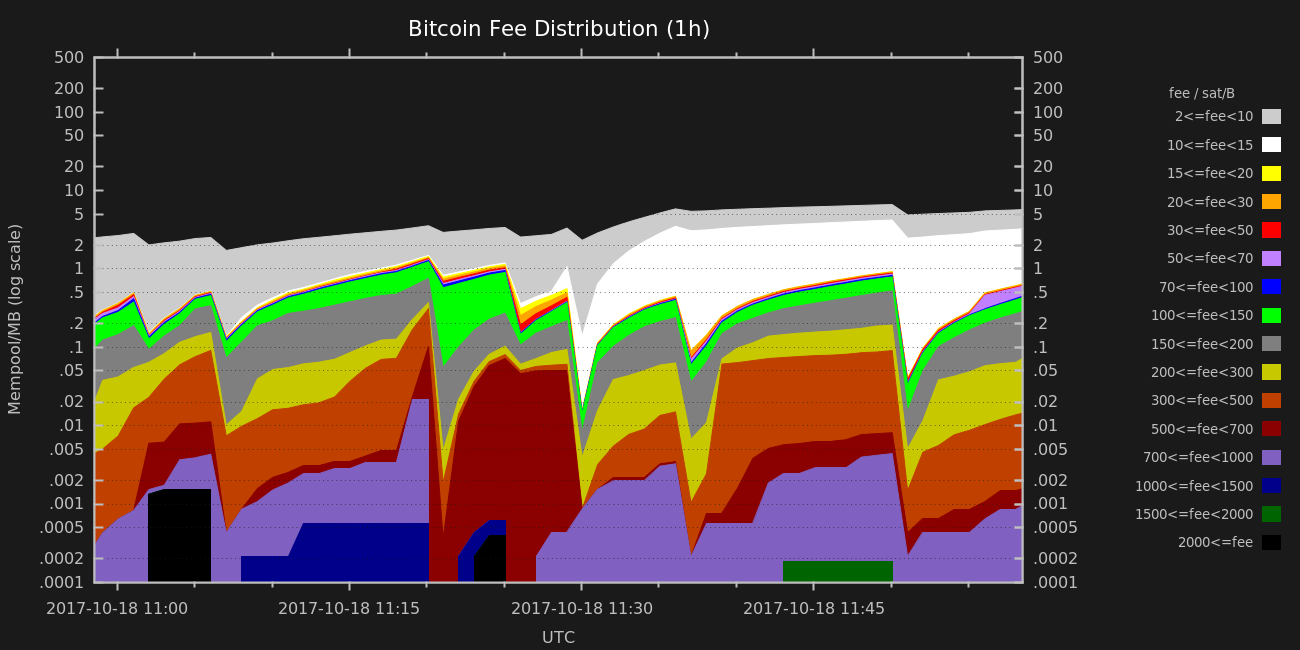 Bitcoin Fee Distribution (1h)
500 500
200 200
100 100
50 50
20 20
10 10
5 5
2 2
1 1
.5 .5
.2 .2
.1 .1
.05 .05
.02 .02
.01 .01
.005 .005
.002 .002
.001 .001
.0005 .0005
.0002 .0002
.0001 .0001
Mempool/MB (log scale)
2017-10-18 11:00 2017-10-18 11:15 2017-10-18 11:30 2017-10-18 11:45
UTC
fee / sat/B
2<=fee<10
10<=fee<15
15<=fee<20
20<=fee<30
30<=fee<50
50<=fee<70
70<=fee<100
100<=fee<150
150<=fee<200
200<=fee<300
300<=fee<500
500<=fee<700
700<=fee<1000
1000<=fee<1500
1500<=fee<2000
2000<=fee